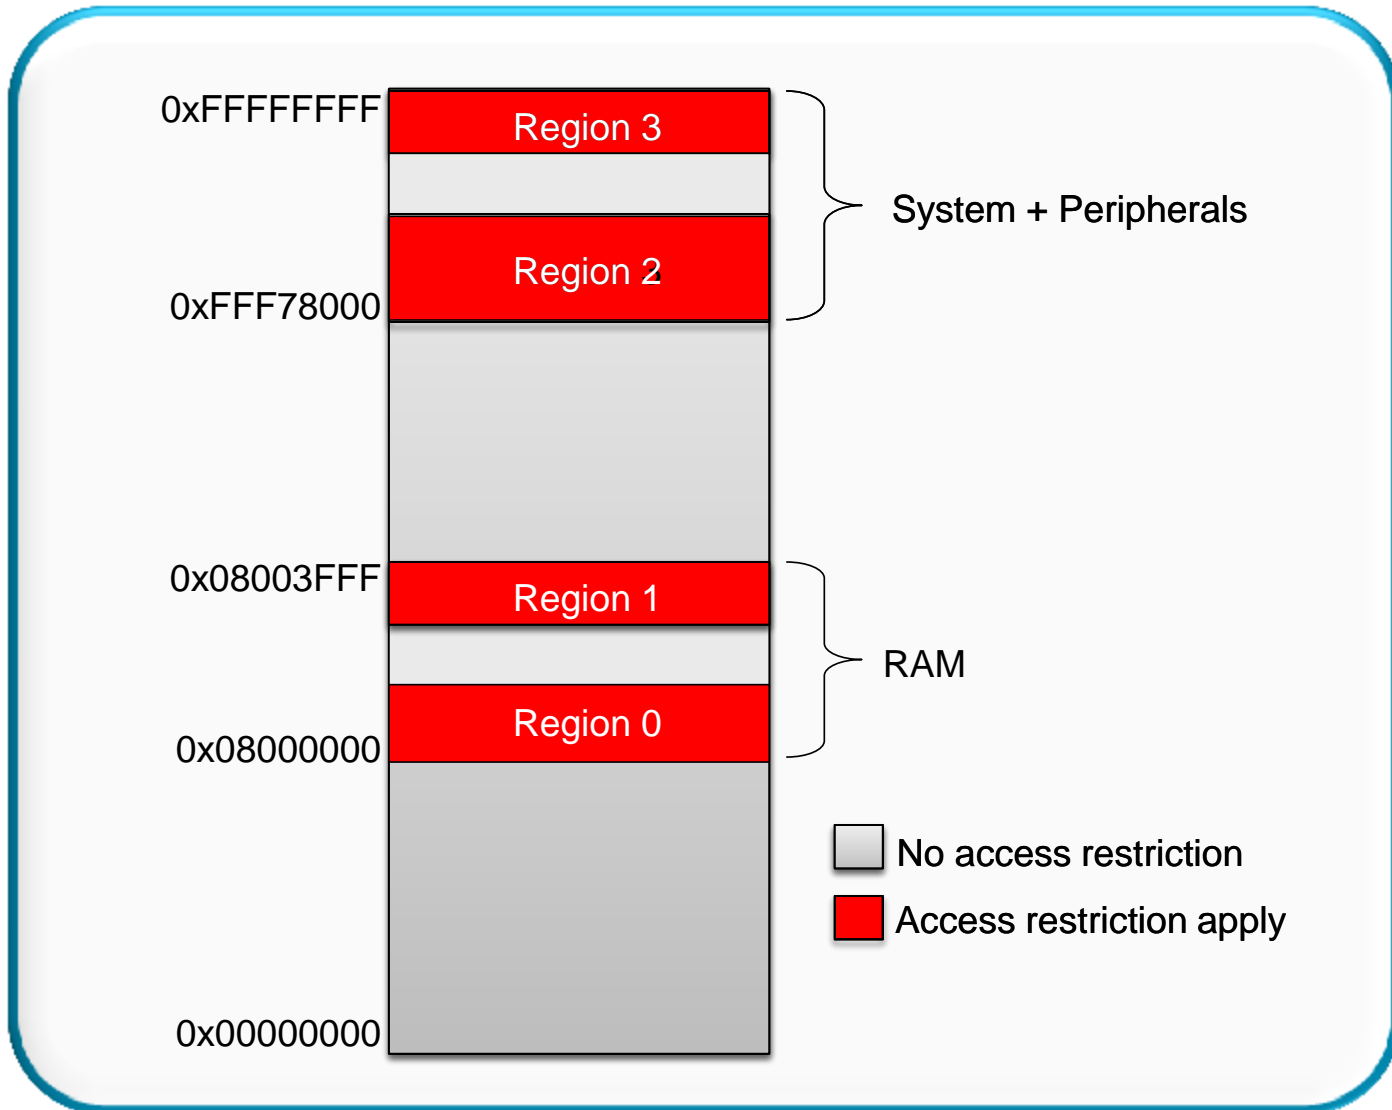 0xFFFFFFFF
Region 3
System + Peripherals
Region 2
0xFFF78000
0x08003FFF
Region 1
RAM
Region 0
0x08000000
No access restriction
Access restriction apply
0x00000000